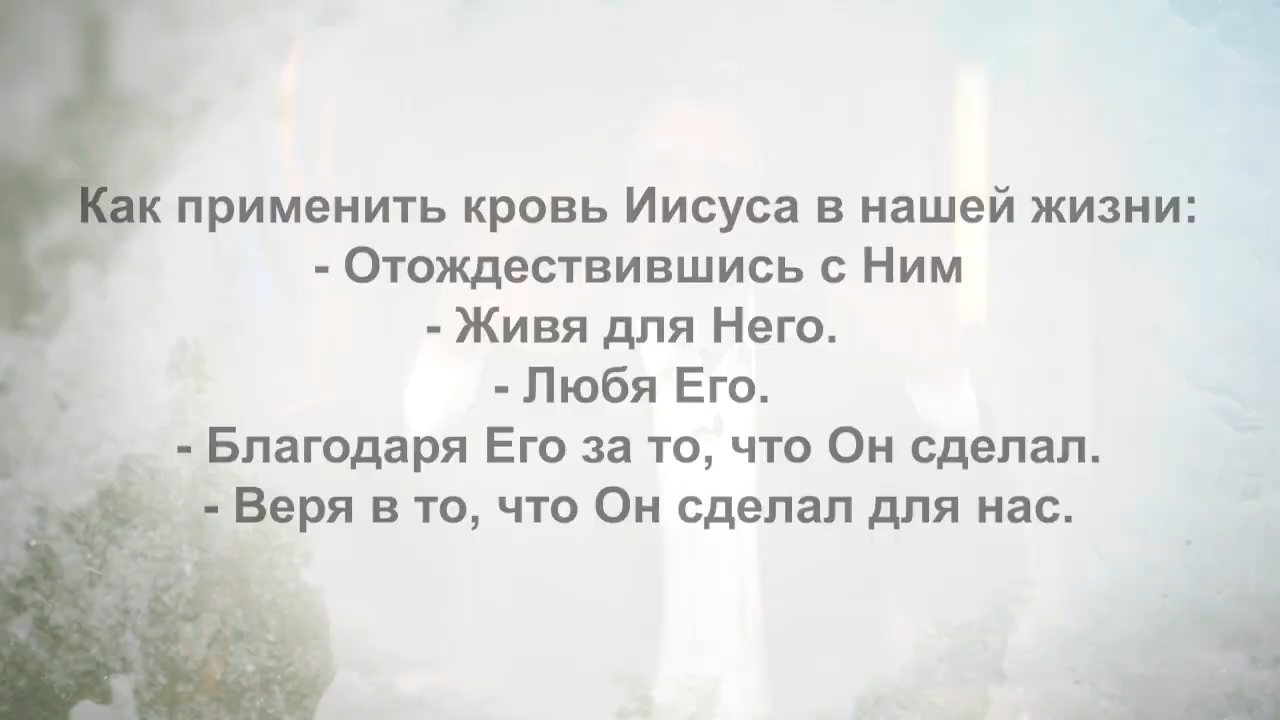 Как применить кровь Иисуса в нашей жизни:
- Отождествившись с Ним
- Живя для Него.
- Любя Его.
- Благодаря Его за то, что Он сделал.
- Веря в то, что Он сделал для нас.